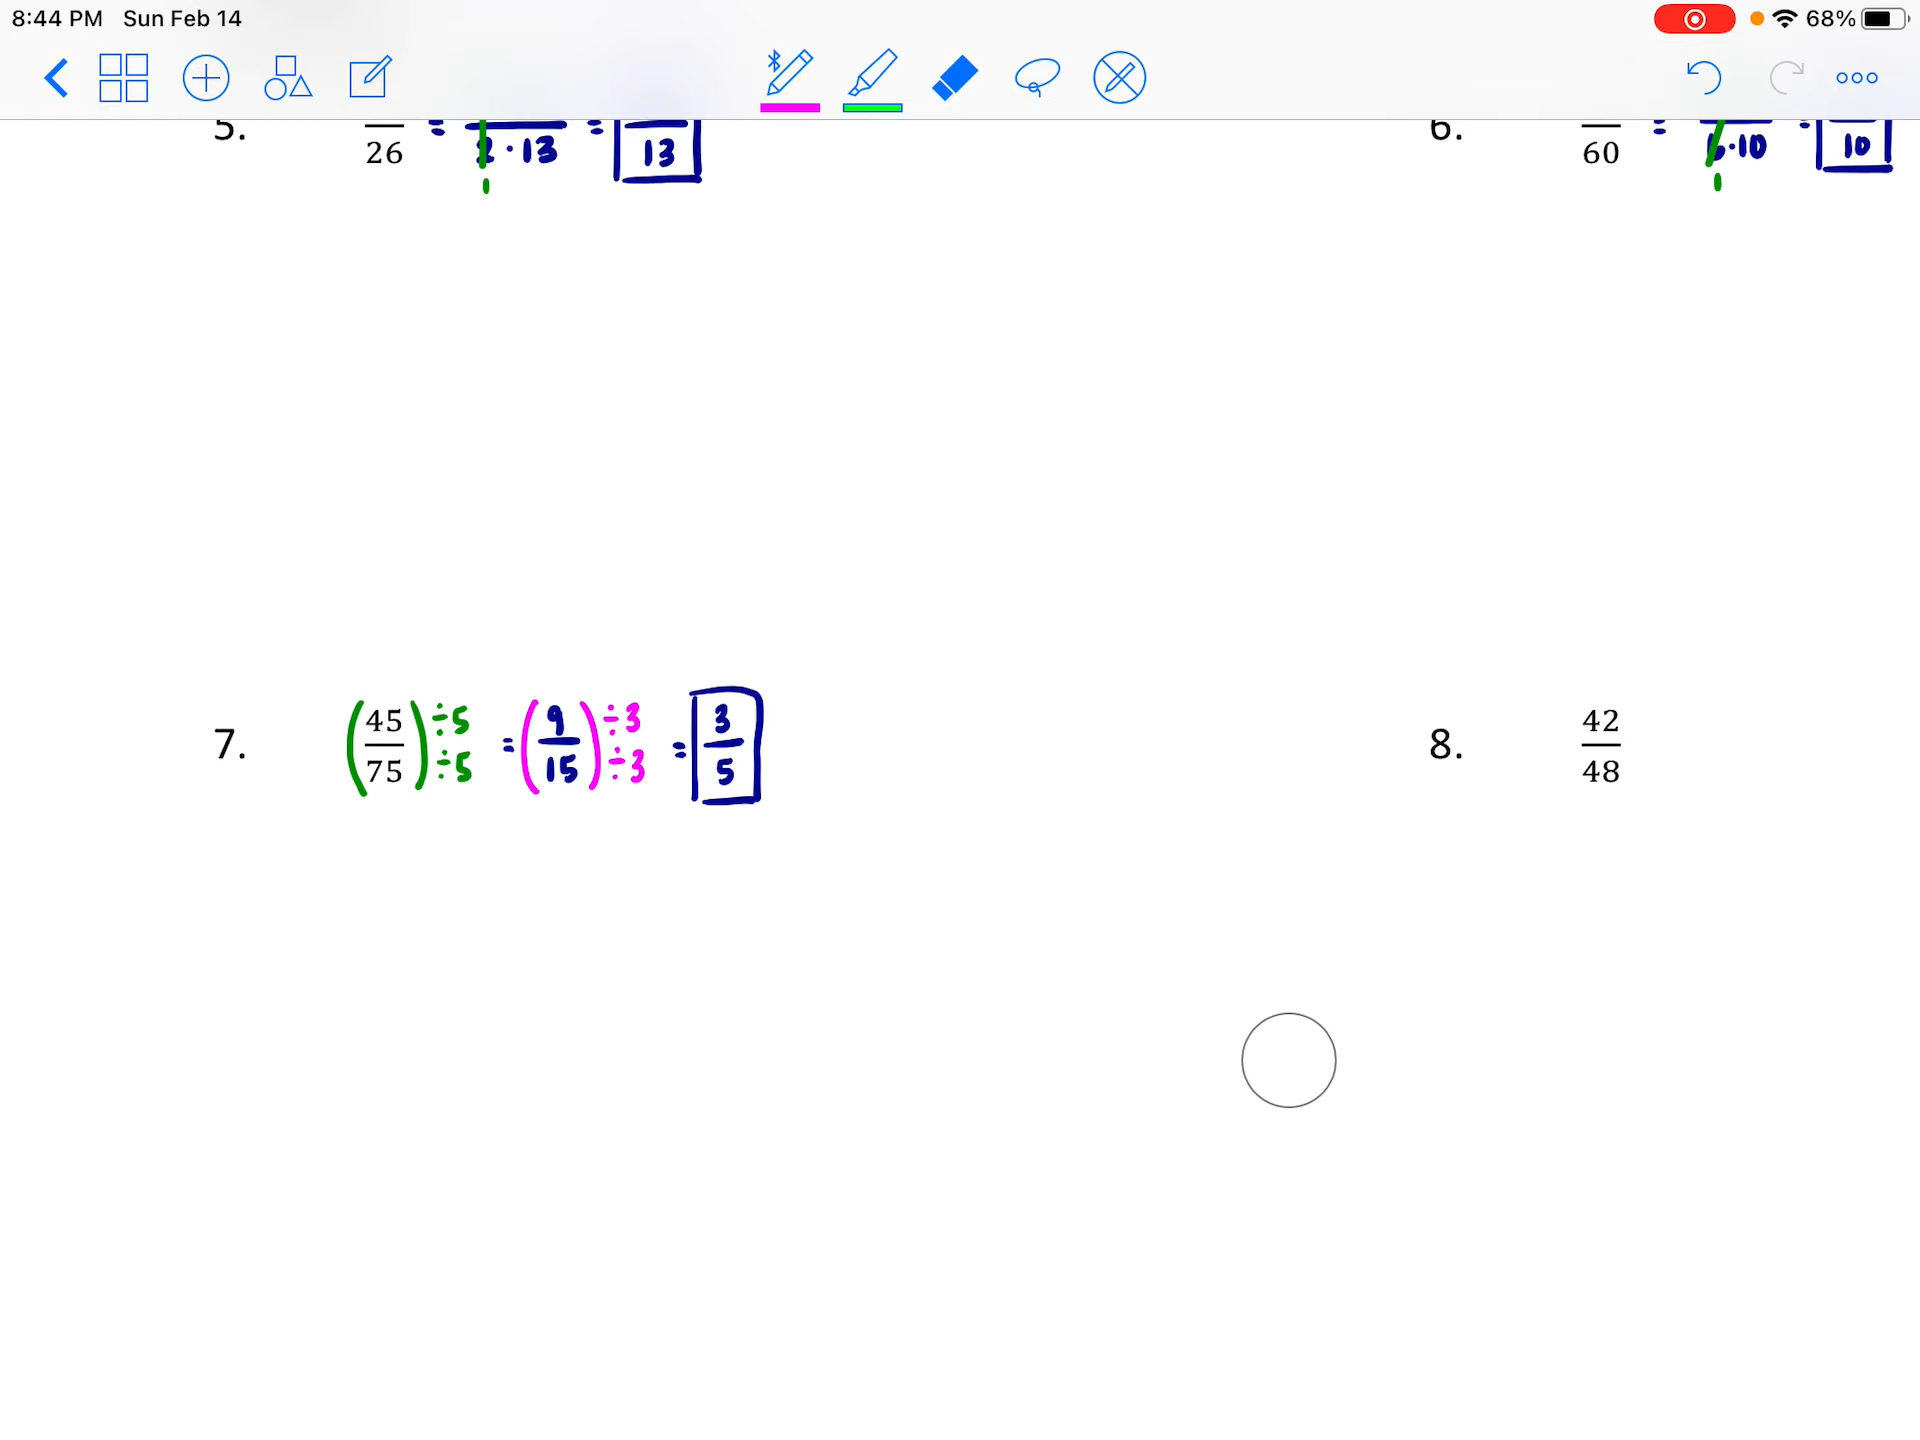 8:44 PM Sun Feb 14 68%
5. 26 = 2 · 13 = 13
6. 60 = 6·10 = 10
7. (45/75) ÷5/÷5 = (9/15) ÷3/÷3 = 3/5
8. 42/48